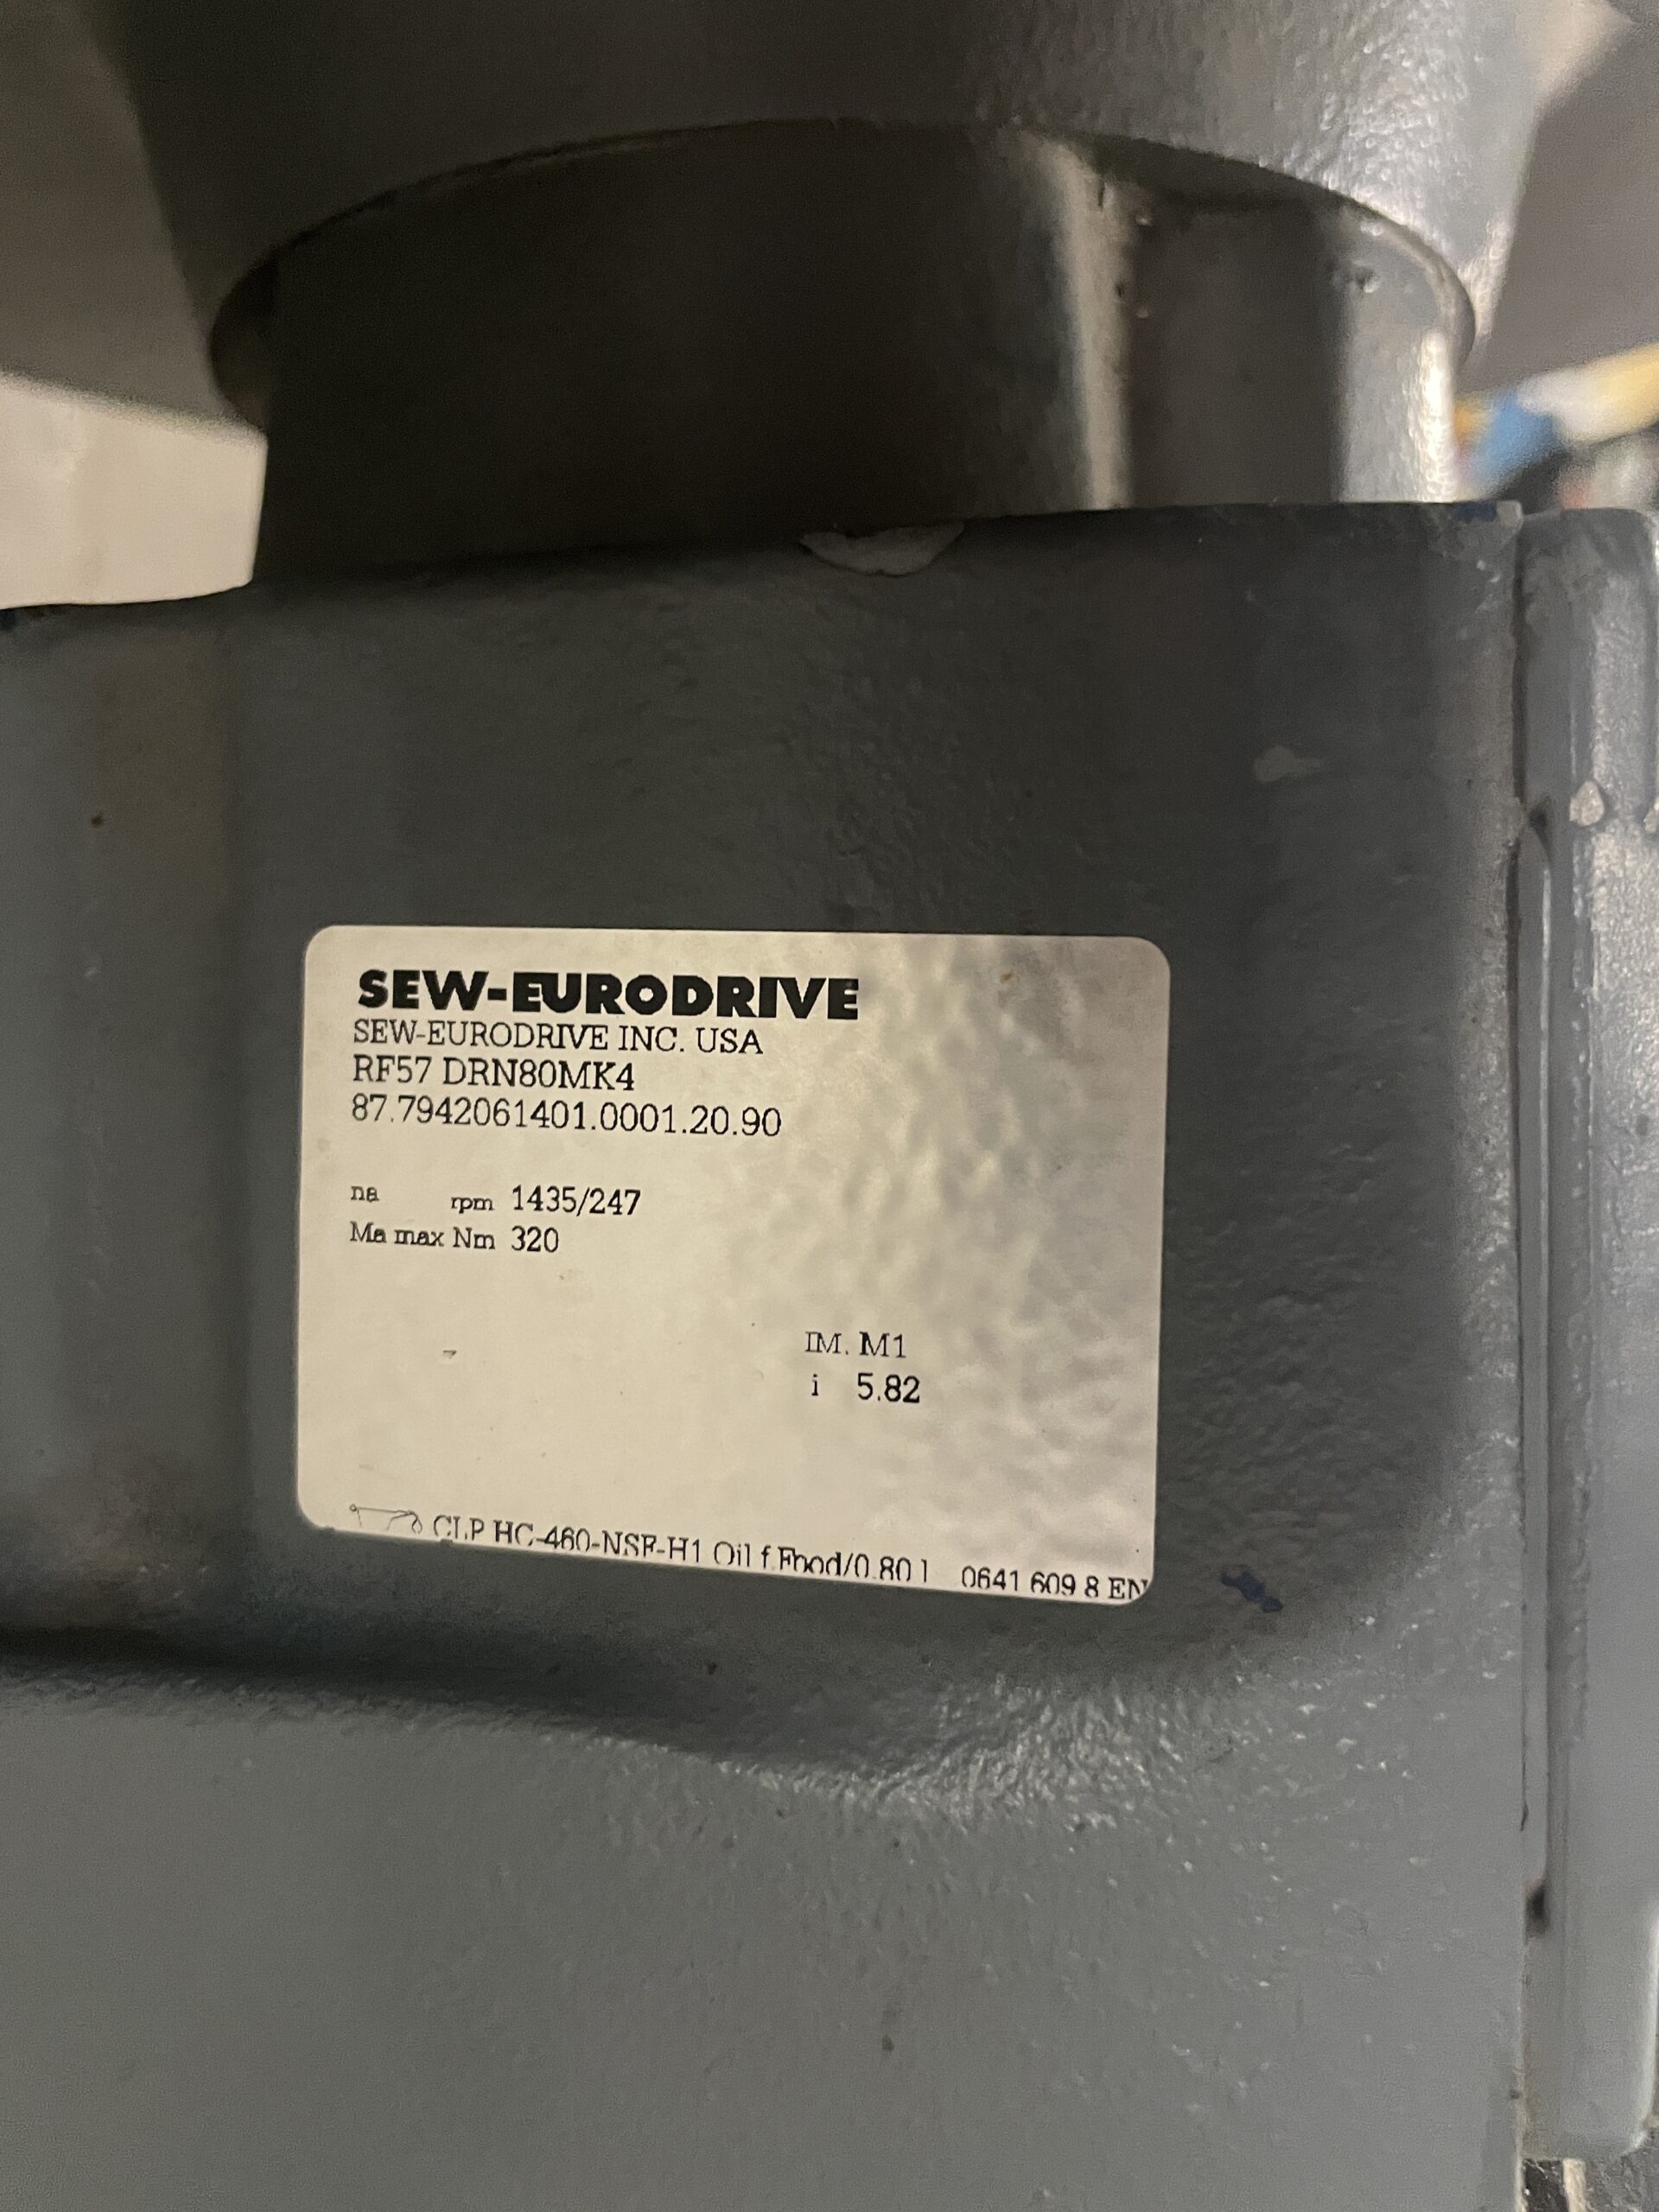 SEW-EURODRIVE
SEW-EURODRIVE INC. USA
RF57 DRN80MK4
87.7942061401.0001.20.90
na rpm 1435/247
Ma max Nm 320
IM. M1
i 5.82
CLP HC-460-NSF-H1 Oil f.Food/0.80 l 0641 609 8 EN